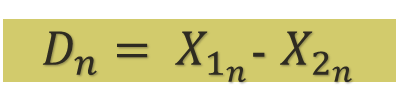 Dₙ = X₁ₙ - X₂ₙ